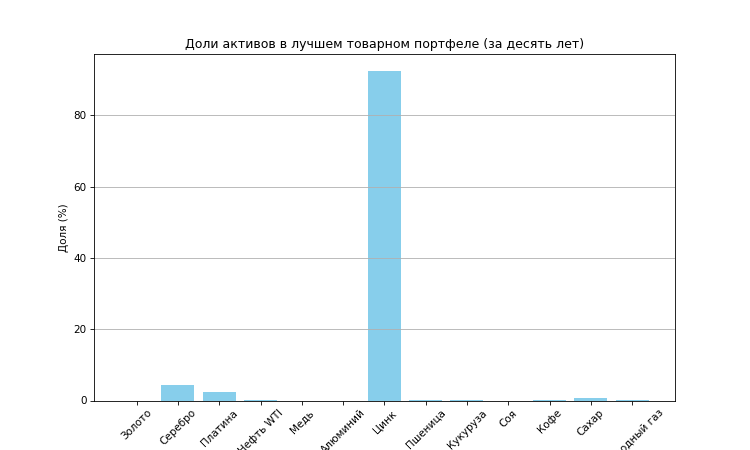 Доли активов в лучшем товарном портфеле (за десять лет)
Доля (%)
80
60
40
20
0
Золото
Серебро
Платина
Нефть WTI
Медь
Алюминий
Цинк
Пшеница
Кукуруза
Соя
Кофе
Сахар
газ